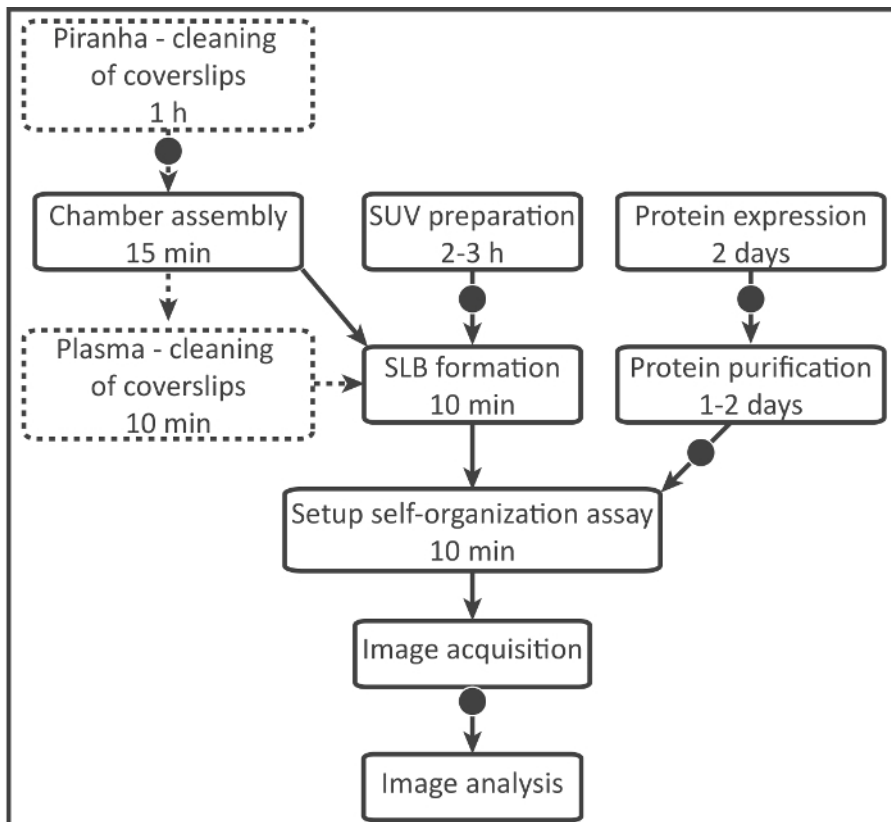 Piranha - cleaning
of coverslips
1 h
Chamber assembly
15 min
SUV preparation
2-3 h
Protein expression
2 days
Plasma - cleaning
of coverslips
10 min
SLB formation
10 min
Protein purification
1-2 days
Setup self-organization assay
10 min
Image acquisition
Image analysis